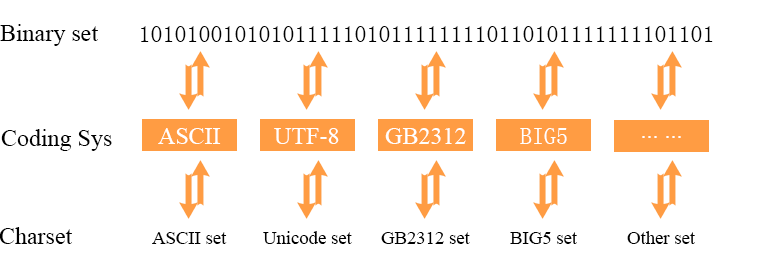 Binary set 1010100101010111110101111111101101011111111101101
Coding Sys ASCII UTF-8 GB2312 BIG5 ... ...
Charset ASCII set Unicode set GB2312 set BIG5 set Other set